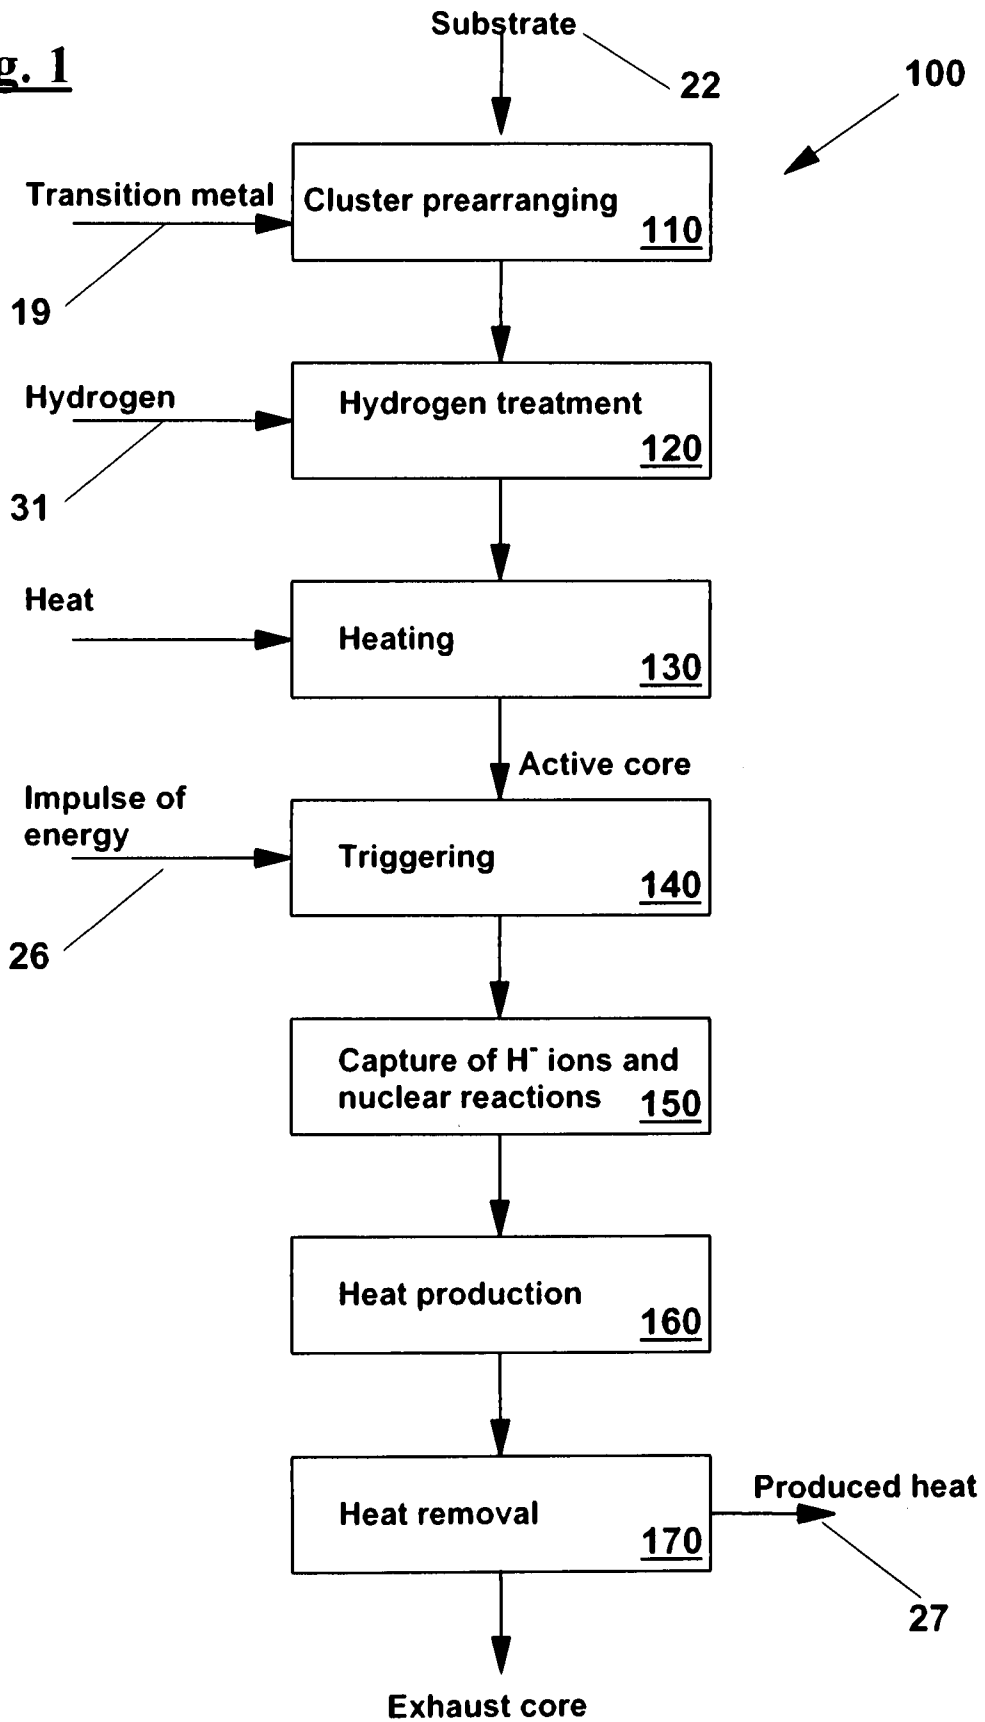 g. 1
Substrate
22
100
Transition metal
Cluster prearranging
110
19
Hydrogen
Hydrogen treatment
120
31
Heat
Heating
130
Active core
Impulse of
energy
Triggering
140
26
Capture of H⁻ ions and
nuclear reactions
150
Heat production
160
Heat removal
170
Produced heat
27
Exhaust core